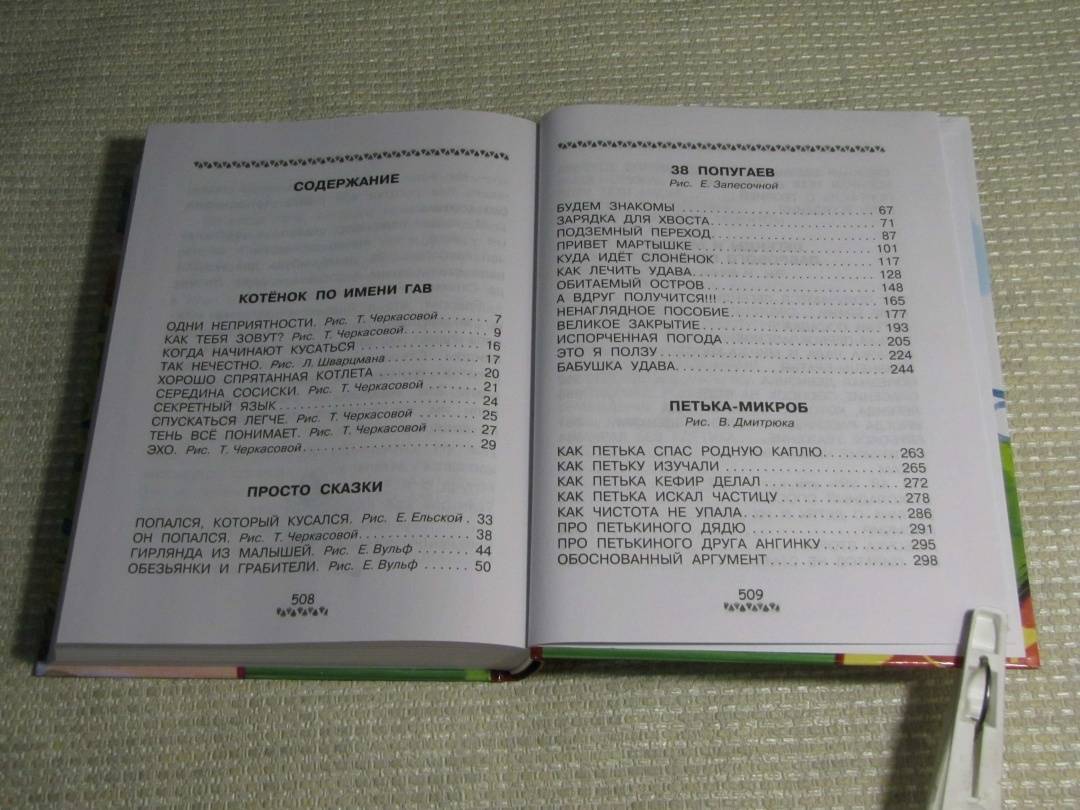 СОДЕРЖАНИЕ
КОТЁНОК ПО ИМЕНИ ГАВ
ОДНИ НЕПРИЯТНОСТИ. Рис. Т. Черкасовой ....... 7
КАК ТЕБЯ ЗОВУТ? Рис. Т. Черкасовой ........... 9
КОГДА НАЧИНАЮТ КУСАТЬСЯ ................ 16
ТАК НЕЧЕСТНО. Рис. Л. Шварцмана ............. 17
ХОРОШО СПРЯТАННАЯ КОТЛЕТА ............. 20
СЕРЕДИНА СОСИСКИ. Рис. Т. Черкасовой ....... 21
СЕКРЕТНЫЙ ЯЗЫК .......................... 24
СПУСКАТЬСЯ ЛЕГЧЕ. Рис. Т. Черкасовой ........ 25
ТЕНЬ ВСЁ ПОНИМАЕТ. Рис. Т. Черкасовой ....... 27
ЭХО. Рис. Т. Черкасовой ....................... 29
ПРОСТО СКАЗКИ
ПОПАЛСЯ, КОТОРЫЙ КУСАЛСЯ. Рис. Е. Ельской . 33
ОН ПОПАЛСЯ. Рис. Т. Черкасовой .............. 38
ГИРЛЯНДА ИЗ МАЛЫШЕЙ. Рис. Е. Вульф ....... 44
ОБЕЗЬЯНКИ И ГРАБИТЕЛИ. Рис. Е. Вульф ...... 50
508
38 ПОПУГАЕВ
Рис. Е. Запесочной
БУДЕМ ЗНАКОМЫ ......................... 67
ЗАРЯДКА ДЛЯ ХВОСТА ..................... 71
ПОДЗЕМНЫЙ ПЕРЕХОД ..................... 87
ПРИВЕТ МАРТЫШКЕ ....................... 101
КУДА ИДЁТ СЛОНЁНОК .................... 117
КАК ЛЕЧИТЬ УДАВА ....................... 128
ОБИТАЕМЫЙ ОСТРОВ ...................... 148
А ВДРУГ ПОЛУЧИТСЯ!!! .................... 165
НЕНАГЛЯДНОЕ ПОСОБИЕ ................... 177
ВЕЛИКОЕ ЗАКРЫТИЕ ...................... 193
ИСПОРЧЕННАЯ ПОГОДА ................... 205
ЭТО Я ПОЛЗУ ............................ 224
БАБУШКА УДАВА ......................... 244
ПЕТЬКА-МИКРОБ
Рис. В. Дмитрюка
КАК ПЕТЬКА СПАС РОДНУЮ КАПЛЮ ......... 263
КАК ПЕТЬКУ ИЗУЧАЛИ .................... 265
КАК ПЕТЬКА КЕФИР ДЕЛАЛ ................ 272
КАК ПЕТЬКА ИСКАЛ ЧАСТИЦУ .............. 278
КАК ЧИСТОТА НЕ УПАЛА .................. 286
ПРО ПЕТЬКИНОГО ДЯДЮ .................. 291
ПРО ПЕТЬКИНОГО ДРУГА АНГИНКУ ......... 295
ОБОСНОВАННЫЙ АРГУМЕНТ ............... 298
509